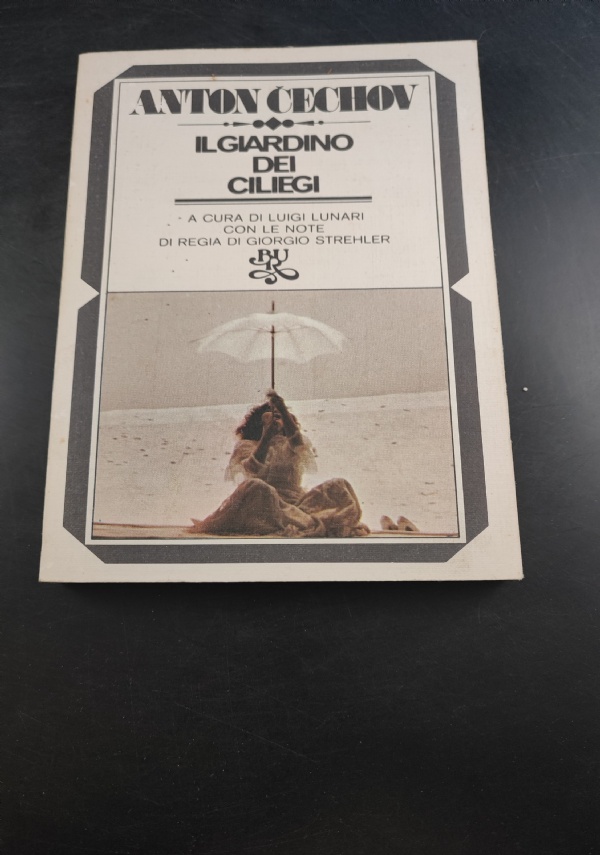 ANTON ČECHOV
IL GIARDINO
DEI
CILIEGI
A CURA DI LUIGI LUNARI
CON LE NOTE
DI REGIA DI GIORGIO STREHLER
BUR